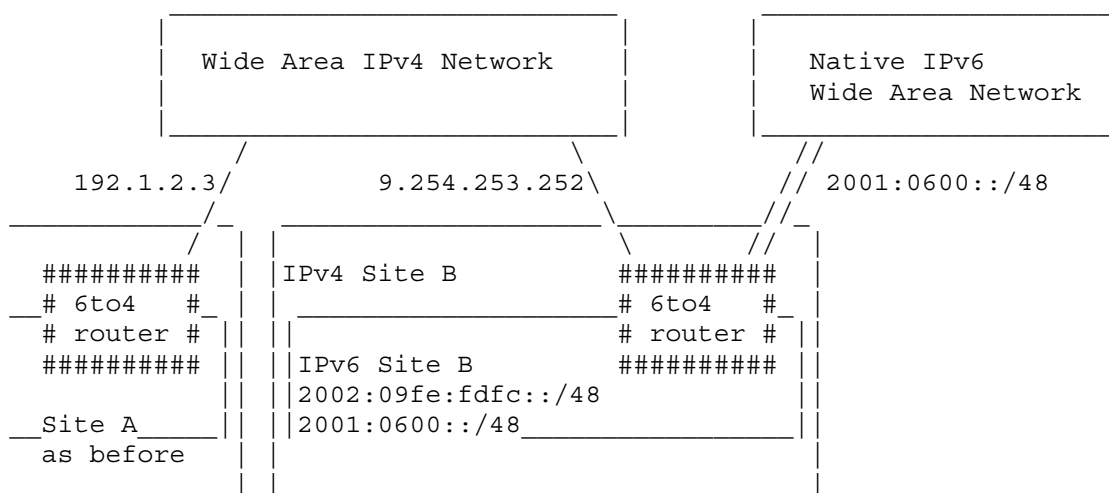 Wide Area IPv4 Network Native IPv6
Wide Area Network
192.1.2.3 9.254.253.252 2001:0600::/48
########## IPv4 Site B ##########
# 6to4 # # 6to4 #
# router # # router #
########## IPv6 Site B ##########
2002:09fe:fdfc::/48
Site A 2001:0600::/48
as before